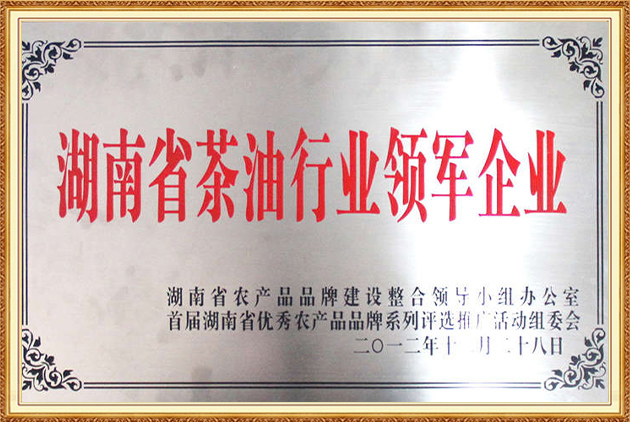 湖南省茶油行业领军企业
湖南省农产品品牌建设整合领导小组办公室
首届湖南省优秀农产品品牌系列评选推广活动组委会
二〇一二年十二月二十八日